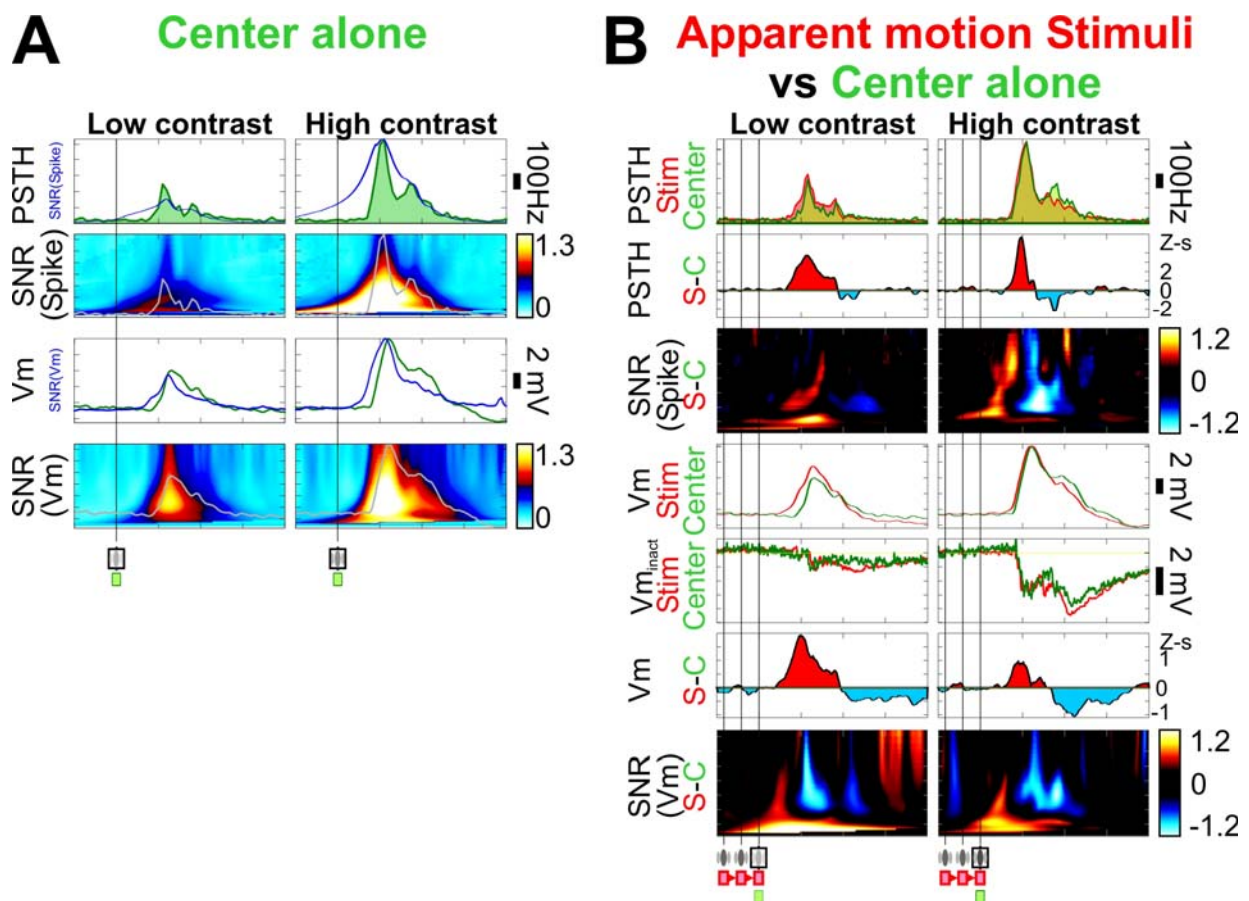 A
Center alone
Low contrast
High contrast
PSTH
SNR(Spike)
100Hz
SNR
(Spike)
1.3
0
Vm
SNR(Vm)
2 mV
SNR
(Vm)
1.3
0
B
Apparent motion Stimuli
vs Center alone
Low contrast
High contrast
PSTH
Stim
Center
100Hz
PSTH
S-C
Z-s
2
0
-2
SNR
(Spike)
S-C
1.2
0
-1.2
Vm
Stim
Center
2 mV
Vminact
Stim
Center
2 mV
Vm
S-C
Z-s
1
0
-1
SNR
(Vm)
S-C
1.2
0
-1.2